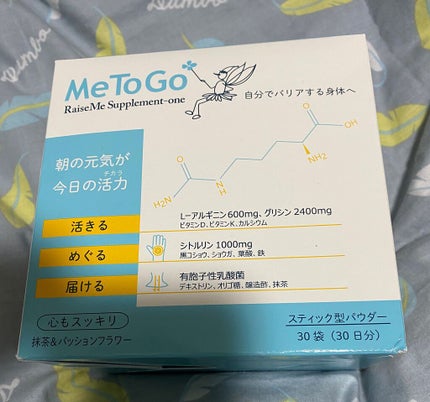 MeToGo
RaiseMe Supplement-one
自分でバリアする身体へ
朝の元気が
チカラ
今日の活力
OH
O
NH2
O
N
H
H2N
活きる
L-アルギニン600mg、グリシン 2400mg
ビタミンD、ビタミンK、カルシウム
めぐる
シトルリン 1000mg
黒コショウ、ショウガ、葉酸、鉄
届ける
有胞子性乳酸菌
デキストリン、オリゴ糖、醸造酢、抹茶
心もスッキリ
抹茶&パッションフラワー
スティック型パウダー
30袋（30日分）
Dumbo